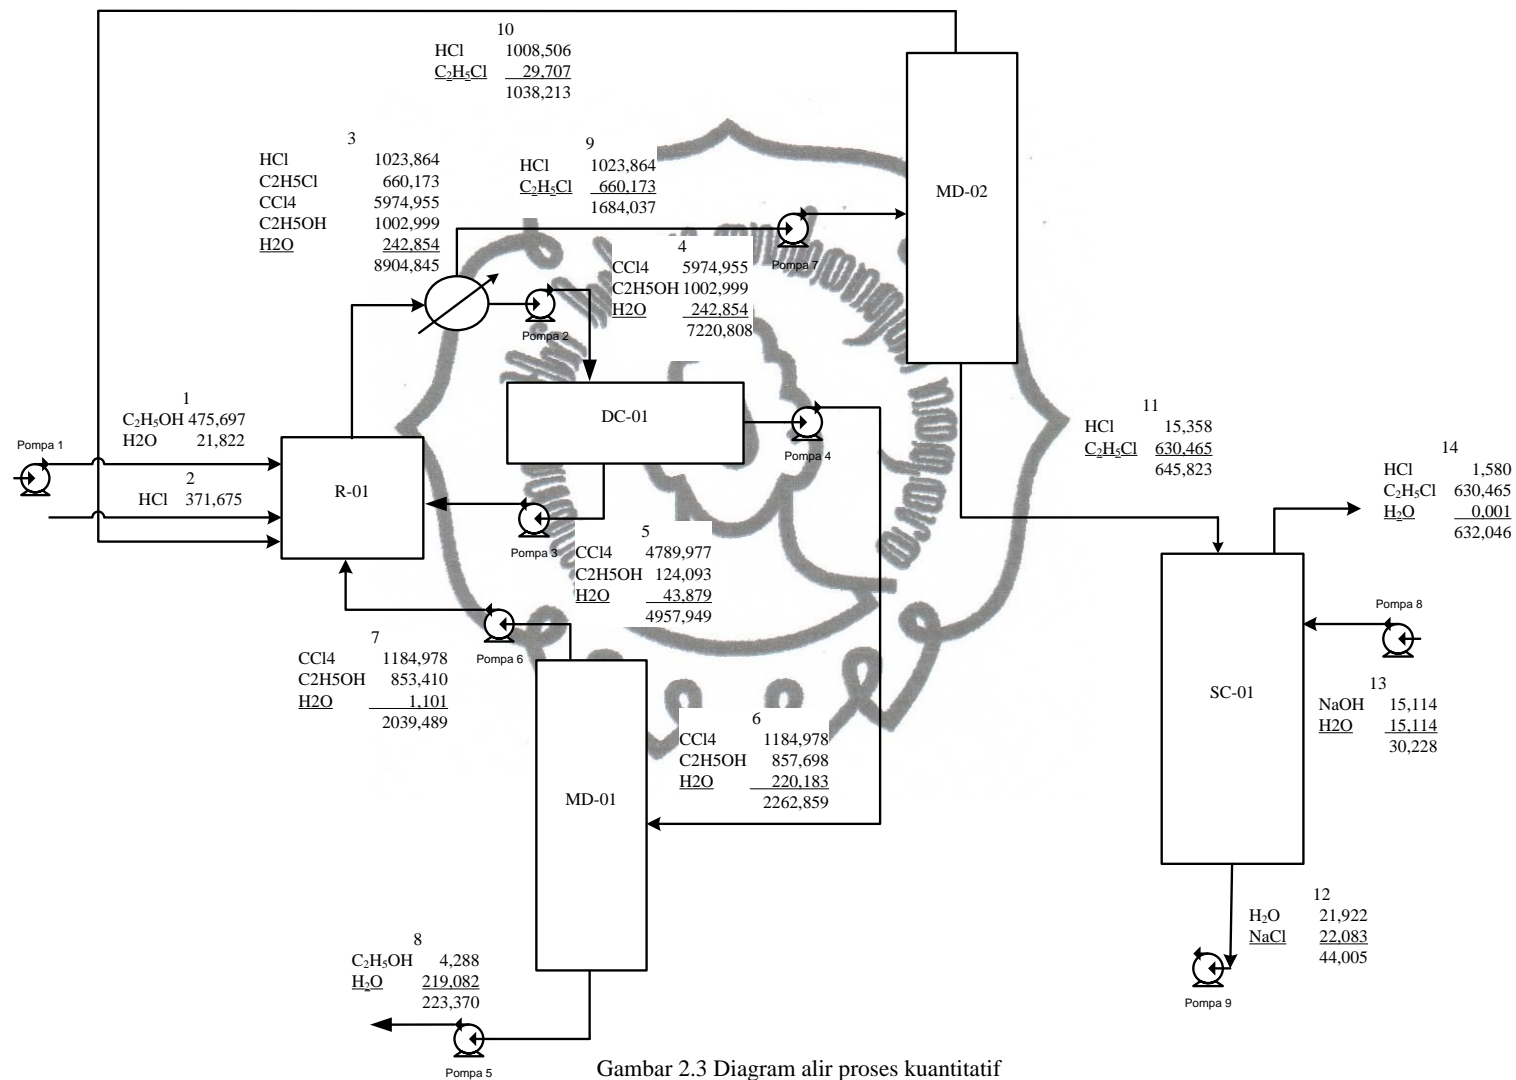 10
HCl 1008,506
C₂H₅Cl 29,707
1038,213
3
HCl 1023,864
C2H5Cl 660,173
CCl4 5974,955
C2H5OH 1002,999
H2O 242,854
8904,845
9
HCl 1023,864
C₂H₅Cl 660,173
1684,037
MD-02
Pompa 7
4
CCl4 5974,955
C2H5OH 1002,999
H2O 242,854
7220,808
Pompa 2
1
C₂H₅OH 475,697
H2O 21,822
Pompa 1
2
HCl 371,675
R-01
DC-01
Pompa 4
Pompa 3
5
CCl4 4789,977
C2H5OH 124,093
H2O 43,879
4957,949
11
HCl 15,358
C₂H₅Cl 630,465
645,823
14
HCl 1,580
C₂H₅Cl 630,465
H₂O 0,001
632,046
Pompa 8
SC-01
13
NaOH 15,114
H2O 15,114
30,228
7
CCl4 1184,978
C2H5OH 853,410
H2O 1,101
2039,489
Pompa 6
MD-01
6
CCl4 1184,978
C2H5OH 857,698
H2O 220,183
2262,859
12
H₂O 21,922
NaCl 22,083
44,005
Pompa 9
8
C₂H₅OH 4,288
H₂O 219,082
223,370
Pompa 5
Gambar 2.3 Diagram alir proses kuantitatif